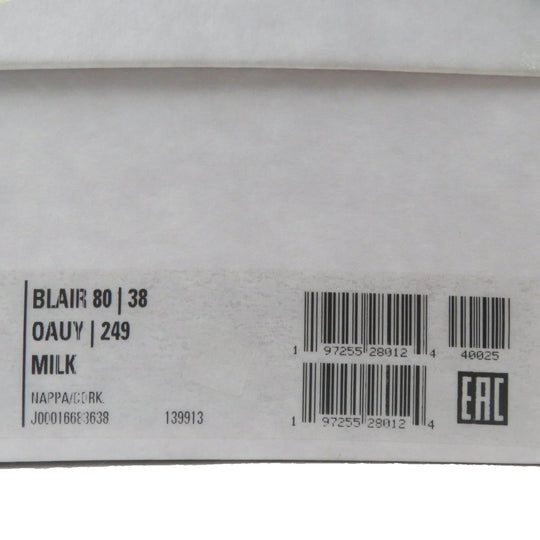 BLAIR 80 | 38
OAUY | 249
MILK
NAPPA/CORK.
J00016683638 139913
1 97255 28012 4
40025
1 97255 28012 4
EAC